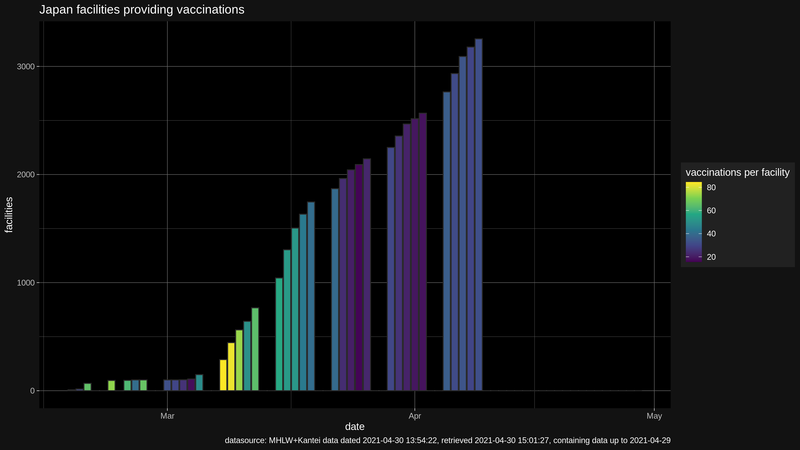 Japan facilities providing vaccinations
3000
2000
1000
0
facilities
Mar
Apr
May
date
vaccinations per facility
80
60
40
20
datasource: MHLW+Kantei data dated 2021-04-30 13:54:22, retrieved 2021-04-30 15:01:27, containing data up to 2021-04-29